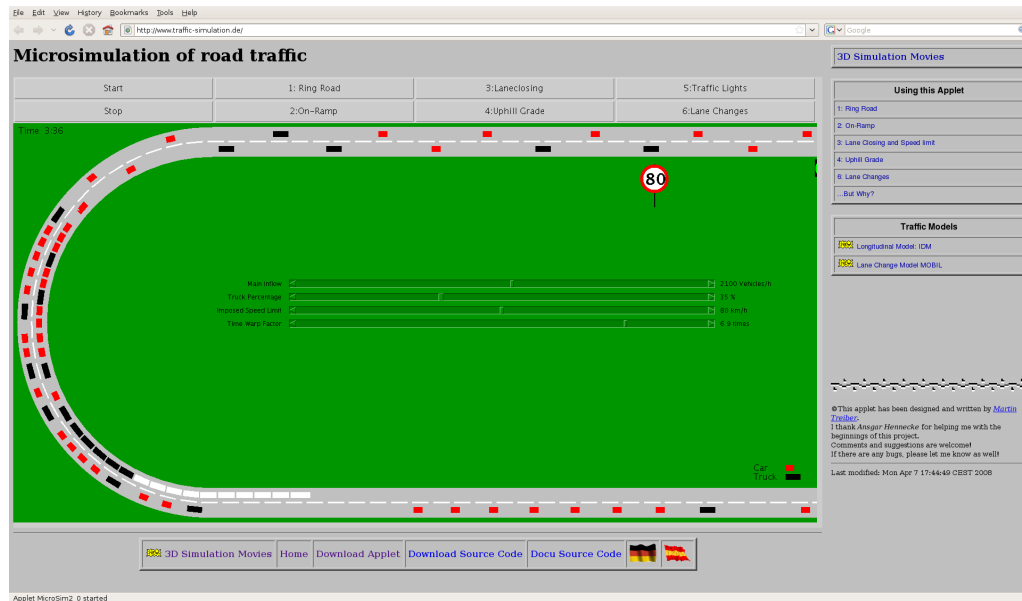 File Edit View History Bookmarks Tools Help
http://www.traffic-simulation.de/
Google
Microsimulation of road traffic
Start 1: Ring Road 3:Laneclosing 5:Traffic Lights
Stop 2:On-Ramp 4:Uphill Grade 6:Lane Changes
Time 3:36
80
Main Inflow 2100 Vehicles/h
Truck Percentage 35 %
Imposed Speed Limit 80 km/h
Time Warp Factor 6.9 times
Car
Truck
3D Simulation Movies Home Download Applet Download Source Code Docu Source Code
3D Simulation Movies
Using this Applet
1: Ring Road
2: On-Ramp
3: Lane Closing and Speed limit
4: Uphill Grade
6: Lane Changes
...But Why?
Traffic Models
Longitudinal Model: IDM
Lane Change Model MOBIL
©This applet has been designed and written by Martin
Treiber.
I thank Ansgar Hennecke for helping me with the
beginnings of this project.
Comments and suggestions are welcome!
If there are any bugs, please let me know as well!
Last modified: Mon Apr 7 17:44:49 CEST 2008
Applet MicroSim2_0 started